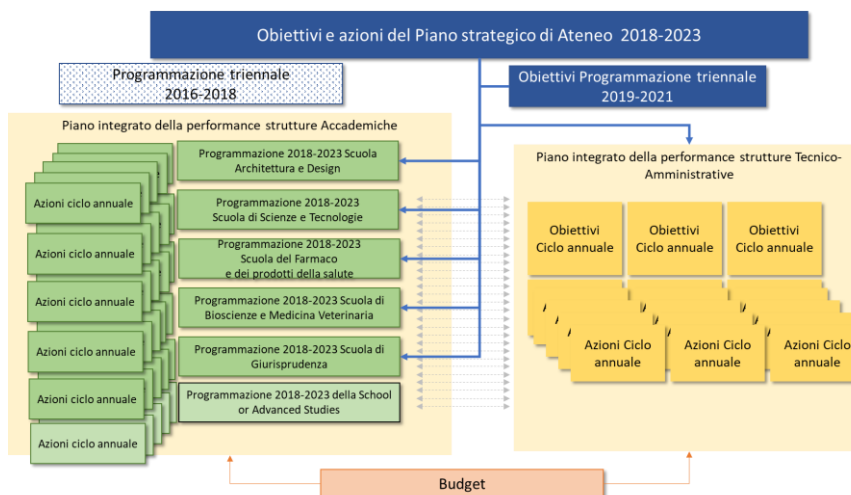 Obiettivi e azioni del Piano strategico di Ateneo 2018-2023
Programmazione triennale
2016-2018
Obiettivi Programmazione triennale
2019-2021
Piano integrato della performance strutture Accademiche
Programmazione 2018-2023 Scuola
Architettura e Design
Azioni ciclo annuale
Programmazione 2018-2023
Scuola di Scienze e Tecnologie
Azioni ciclo annuale
Programmazione 2018-2023
Scuola del Farmaco
e dei prodotti della salute
Azioni ciclo annuale
Programmazione 2018-2023 Scuola di
Bioscienze e Medicina Veterinaria
Azioni ciclo annuale
Programmazione 2018-2023 Scuola di
Giurisprudenza
Azioni ciclo annuale
Programmazione 2018-2023 della School
or Advanced Studies
Azioni ciclo annuale
Piano integrato della performance strutture Tecnico-
Amministrative
Obiettivi
Ciclo annuale
Obiettivi
Ciclo annuale
Obiettivi
Ciclo annuale
Azioni Ciclo
annuale
Azioni Ciclo
annuale
Azioni Ciclo
annuale
Budget